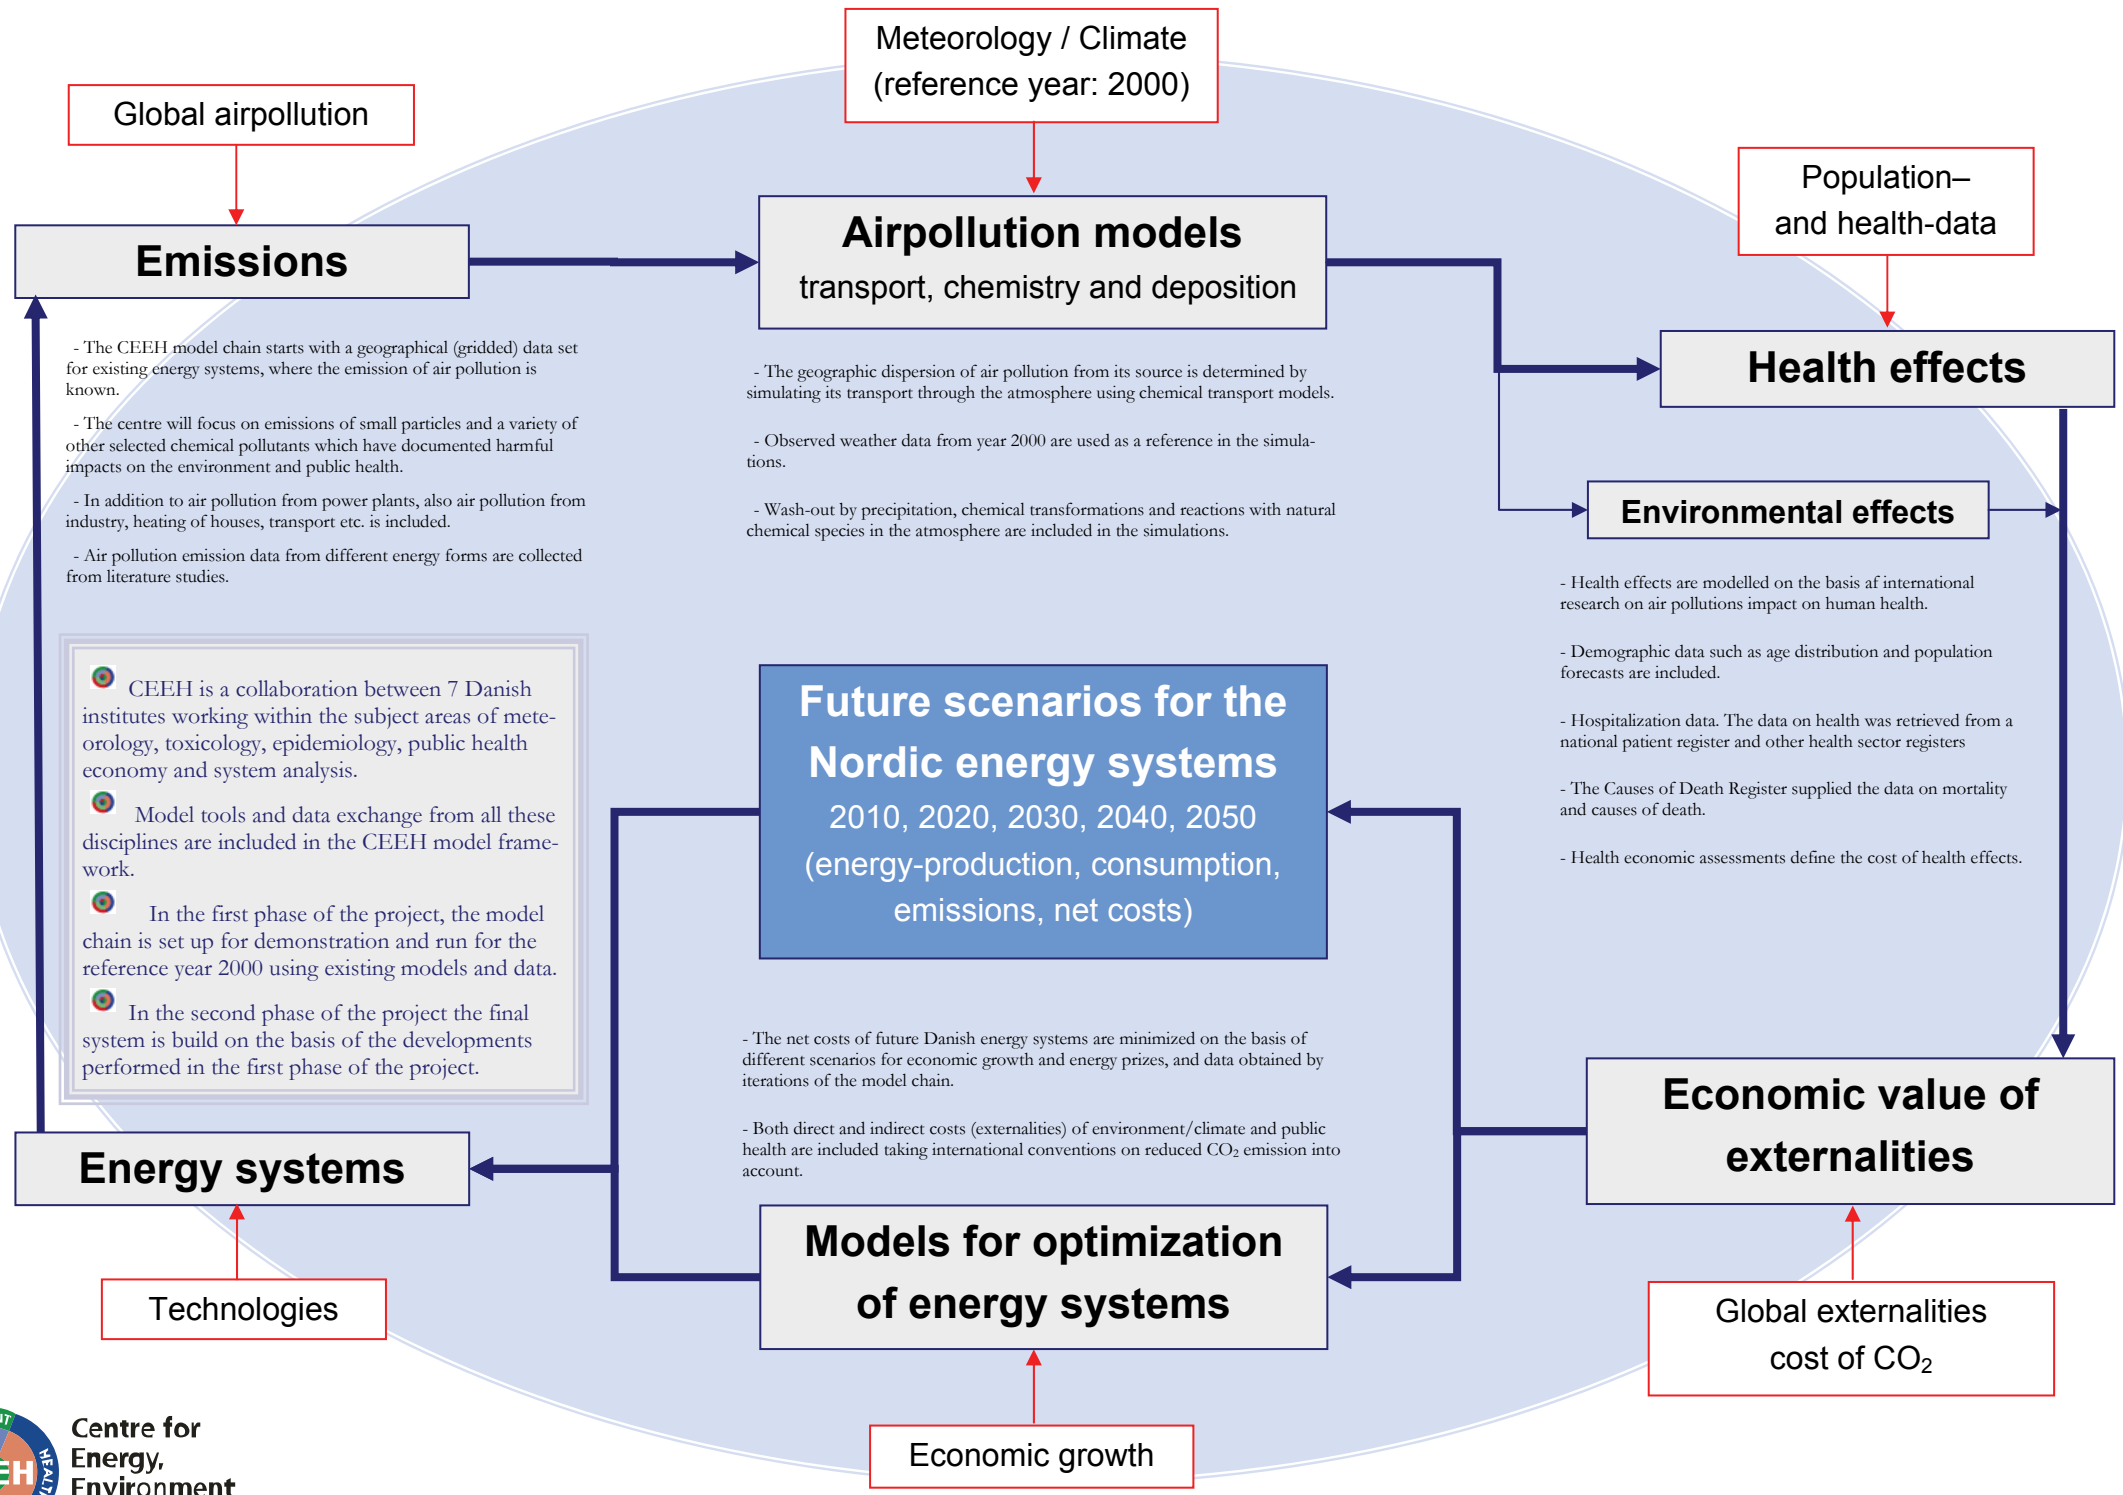 Meteorology / Climate
(reference year: 2000)
Global airpollution
Population–
and health-data
Emissions
Airpollution models
transport, chemistry and deposition
Health effects
- The CEEH model chain starts with a geographical (gridded) data set
for existing energy systems, where the emission of air pollution is
known.
- The centre will focus on emissions of small particles and a variety of
other selected chemical pollutants which have documented harmful
impacts on the environment and public health.
- In addition to air pollution from power plants, also air pollution from
industry, heating of houses, transport etc. is included.
- Air pollution emission data from different energy forms are collected
from literature studies.
- The geographic dispersion of air pollution from its source is determined by
simulating its transport through the atmosphere using chemical transport models.
- Observed weather data from year 2000 are used as a reference in the simula-
tions.
- Wash-out by precipitation, chemical transformations and reactions with natural
chemical species in the atmosphere are included in the simulations.
Environmental effects
- Health effects are modelled on the basis af international
research on air pollutions impact on human health.
- Demographic data such as age distribution and population
forecasts are included.
- Hospitalization data. The data on health was retrieved from a
national patient register and other health sector registers
- The Causes of Death Register supplied the data on mortality
and causes of death.
- Health economic assessments define the cost of health effects.
CEEH is a collaboration between 7 Danish
institutes working within the subject areas of mete-
orology, toxicology, epidemiology, public health
economy and system analysis.
Model tools and data exchange from all these
disciplines are included in the CEEH model frame-
work.
In the first phase of the project, the model
chain is set up for demonstration and run for the
reference year 2000 using existing models and data.
In the second phase of the project the final
system is build on the basis of the developments
performed in the first phase of the project.
Future scenarios for the
Nordic energy systems
2010, 2020, 2030, 2040, 2050
(energy-production, consumption,
emissions, net costs)
- The net costs of future Danish energy systems are minimized on the basis of
different scenarios for economic growth and energy prizes, and data obtained by
iterations of the model chain.
- Both direct and indirect costs (externalities) of environment/climate and public
health are included taking international conventions on reduced CO₂ emission into
account.
Energy systems
Economic value of
externalities
Models for optimization
of energy systems
Technologies
Global externalities
cost of CO₂
Economic growth
Centre for
Energy,
Environment